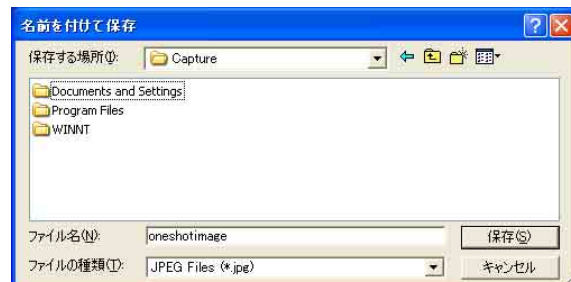 名前を付けて保存
保存する場所(I): Capture
Documents and Settings
Program Files
WINNT
ファイル名(N): oneshotimage 保存(S)
ファイルの種類(T): JPEG Files (*.jpg) キャンセル